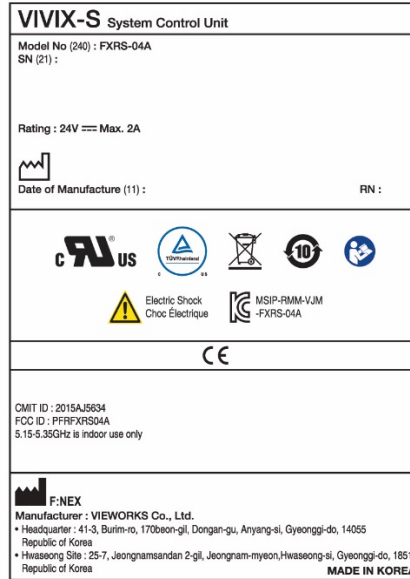 VIVIX-S System Control Unit
Model No (240) : FXRS-04A
SN (21) :
Rating : 24V ⎓ Max. 2A
Date of Manufacture (11) : RN :
c RU ® US
TÜVRheinland
C US
10
Electric Shock
Choc Électrique
MSIP-RMM-VJM
-FXRS-04A
CE
CMIT ID : 2015AJ5634
FCC ID : PFRFXRS04A
5.15-5.35GHz is indoor use only
F:NEX
Manufacturer : VIEWORKS Co., Ltd.
• Headquarter : 41-3, Burim-ro, 170beon-gil, Dongan-gu, Anyang-si, Gyeonggi-do, 14055
Republic of Korea
• Hwaseong Site : 25-7, Jeongnamsandan 2-gil, Jeongnam-myeon,Hwaseong-si, Gyeonggi-do, 1851
Republic of Korea
MADE IN KOREA